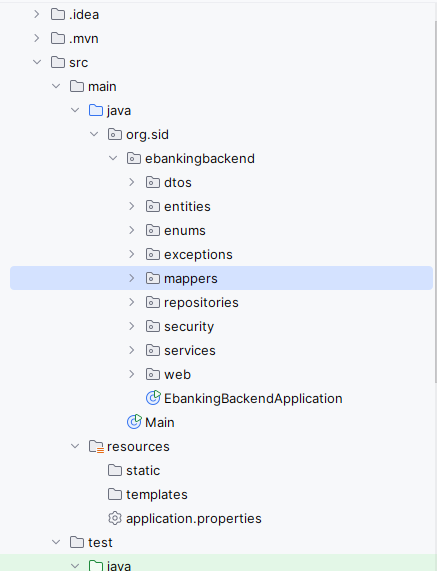 .idea
.mvn
src
main
java
org.sid
ebankingbackend
dtos
entities
enums
exceptions
mappers
repositories
security
services
web
EbankingBackendApplication
Main
resources
static
templates
application.properties
test
java